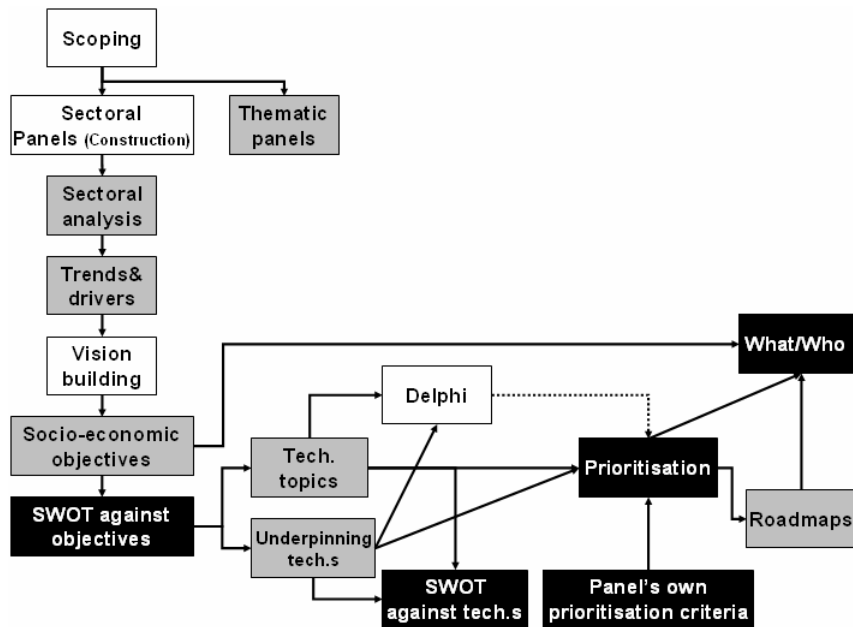 Scoping
Sectoral
Panels (Construction)
Thematic
panels
Sectoral
analysis
Trends&
drivers
Vision
building
What/Who
Delphi
Socio-economic
objectives
Tech.
topics
Prioritisation
SWOT against
objectives
Underpinning
tech.s
Roadmaps
SWOT
against tech.s
Panel's own
prioritisation criteria